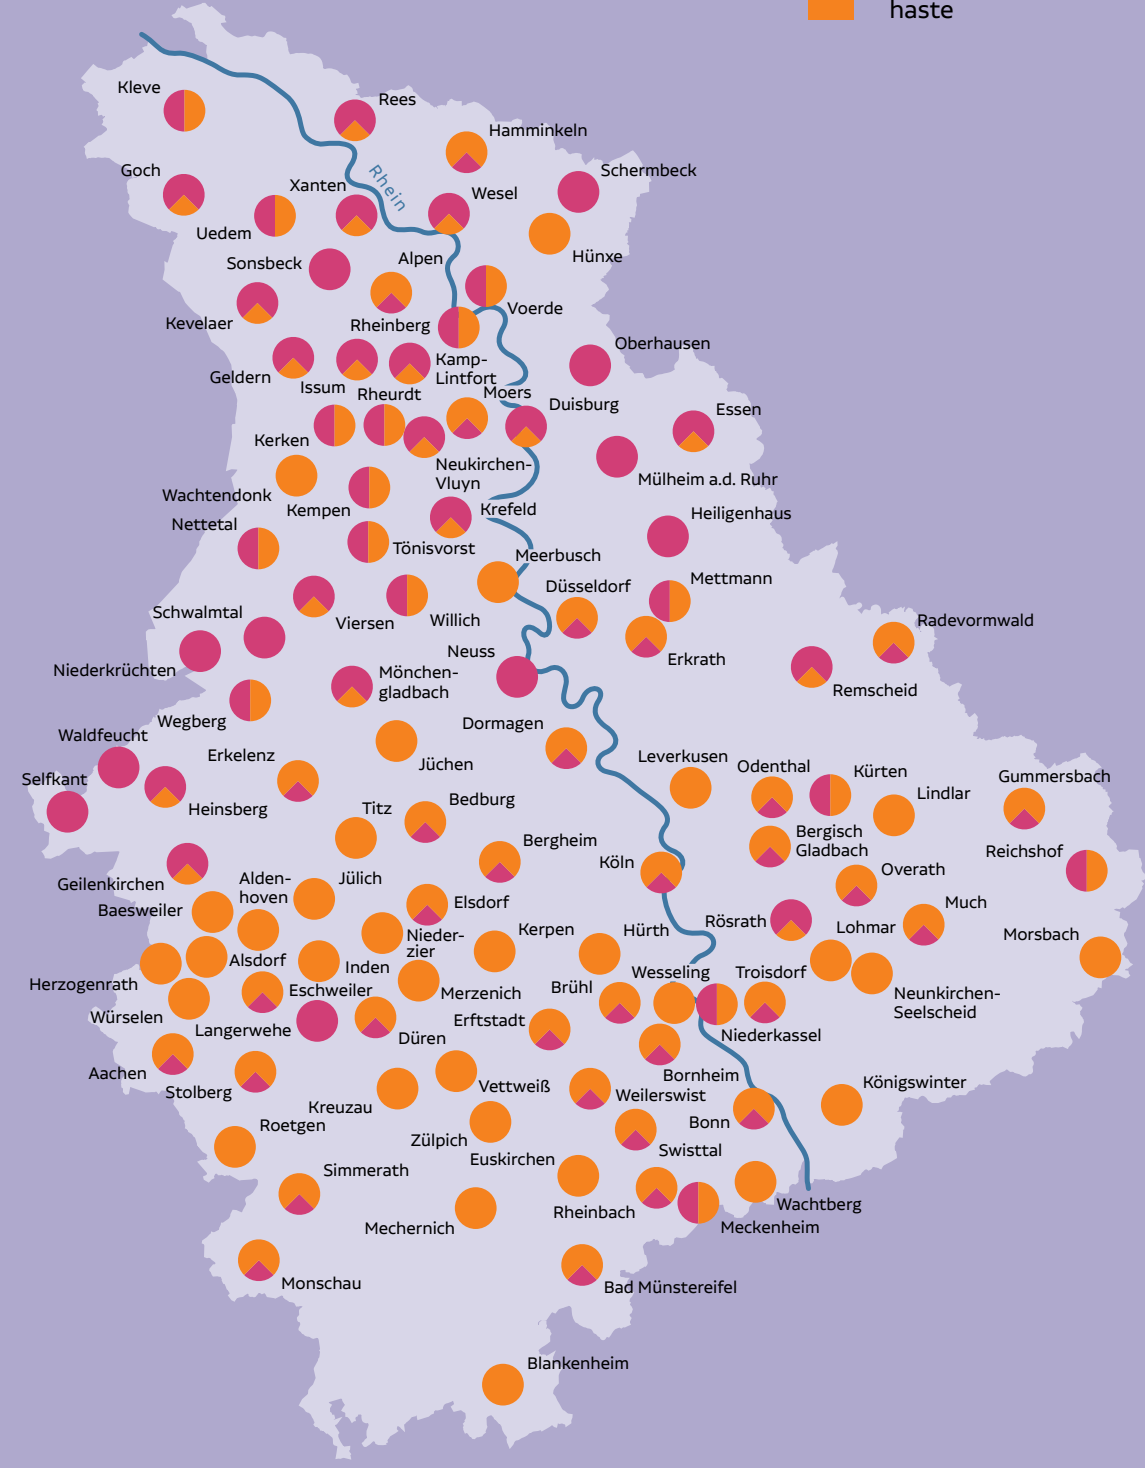 haste
Kleve
Rees
Hamminkeln
Goch
Xanten
Rhein
Wesel
Schermbeck
Uedem
Hünxe
Sonsbeck
Alpen
Voerde
Kevelaer
Rheinberg
Oberhausen
Geldern
Issum
Kamp-
Lintfort
Rheurdt
Moers
Duisburg
Essen
Kerken
Neukirchen-
Vluyn
Mülheim a.d. Ruhr
Wachtendonk
Kempen
Krefeld
Heiligenhaus
Nettetal
Tönisvorst
Meerbusch
Mettmann
Düsseldorf
Schwalmtal
Viersen
Willich
Radevormwald
Neuss
Erkrath
Niederkrüchten
Mönchen-
gladbach
Remscheid
Wegberg
Dormagen
Waldfeucht
Erkelenz
Jüchen
Leverkusen
Odenthal
Kürten
Gummersbach
Selfkant
Heinsberg
Titz
Bedburg
Lindlar
Bergheim
Bergisch
Gladbach
Reichshof
Köln
Overath
Geilenkirchen
Alden-
hoven
Jülich
Elsdorf
Much
Baesweiler
Nieder-
zier
Kerpen
Hürth
Rösrath
Lohmar
Morsbach
Alsdorf
Inden
Wesseling
Troisdorf
Herzogenrath
Eschweiler
Merzenich
Brühl
Neunkirchen-
Seelscheid
Würselen
Langerwehe
Düren
Erftstadt
Niederkassel
Aachen
Stolberg
Bornheim
Königswinter
Kreuzau
Vettweiß
Weilerswist
Roetgen
Zülpich
Bonn
Euskirchen
Swisttal
Simmerath
Mechernich
Rheinbach
Wachtberg
Meckenheim
Monschau
Bad Münstereifel
Blankenheim